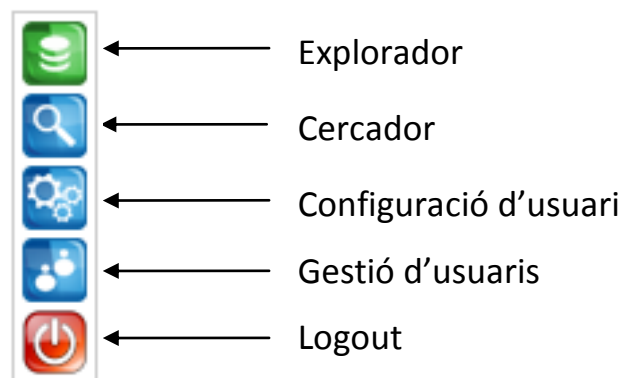 Explorador
Cercador
Configuració d’usuari
Gestió d’usuaris
Logout